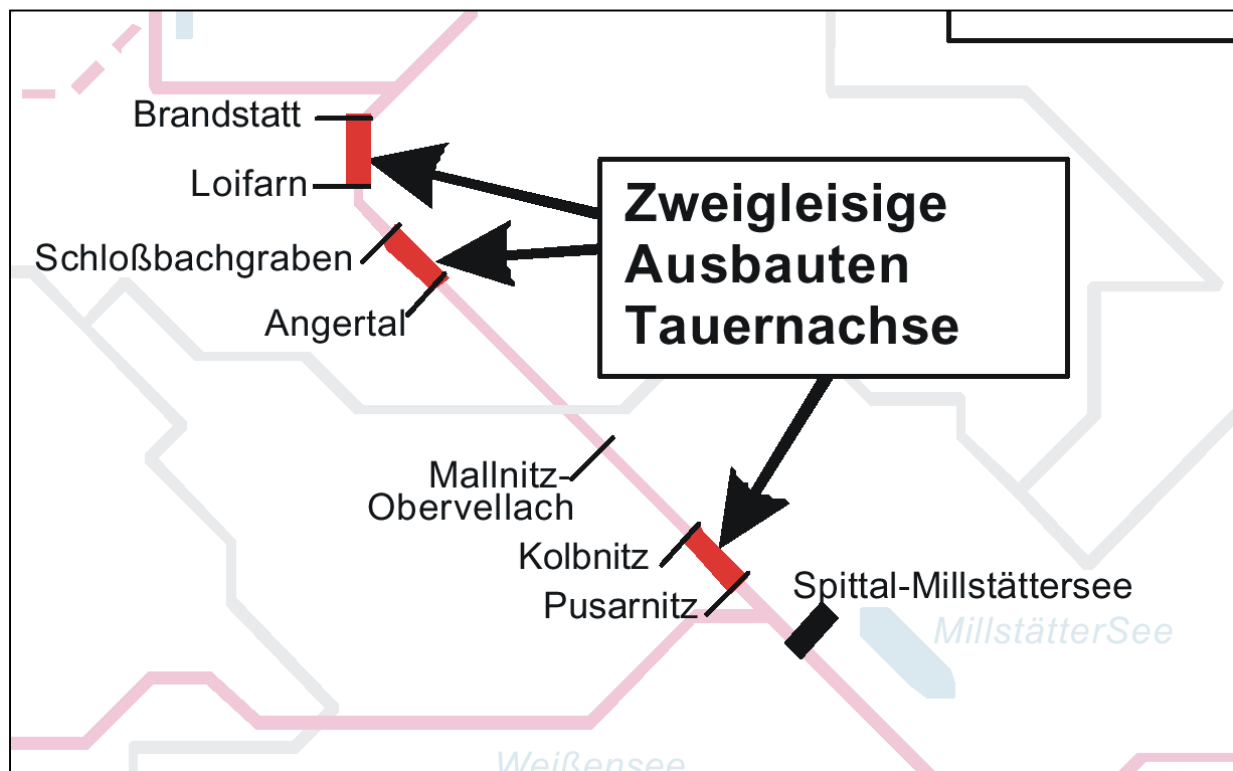 Brandstatt
Loifarn
Zweigleisige
Ausbauten
Tauernachse
Schloßbachgraben
Angertal
Mallnitz-
Obervellach
Kolbnitz
Pusarnitz
Spittal-Millstättersee
MillstätterSee
Weißensee